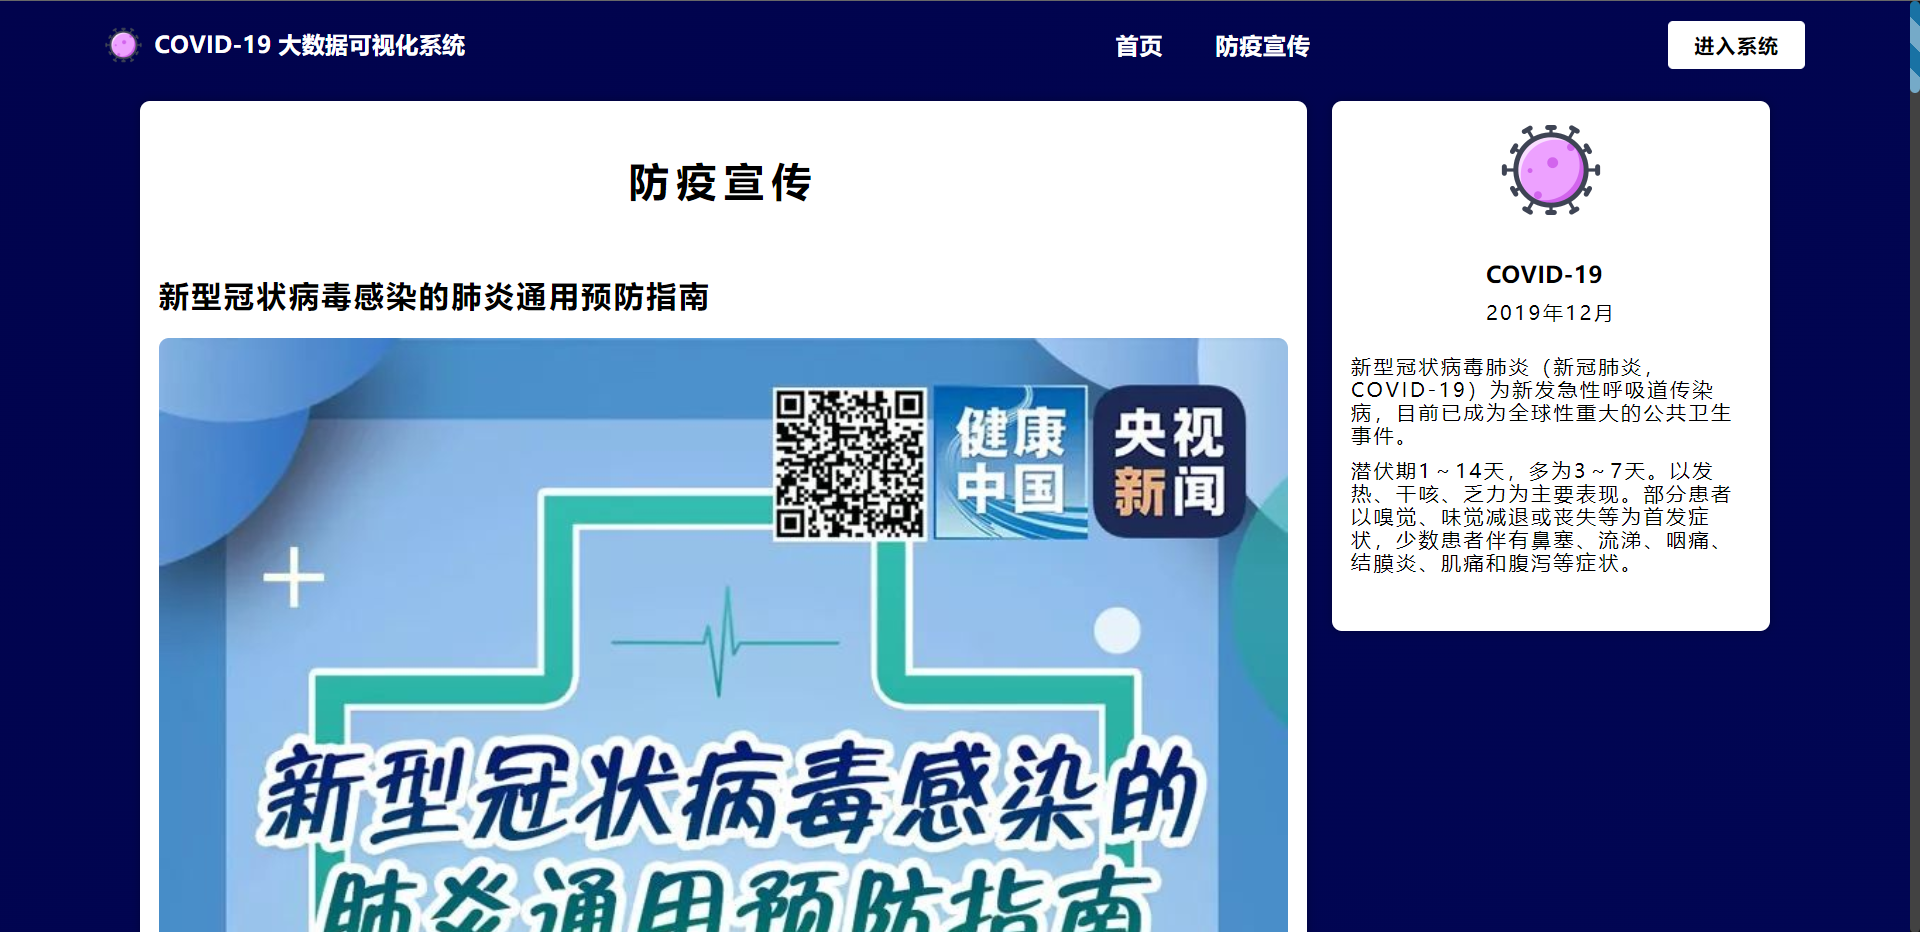 COVID-19 大数据可视化系统
首页
防疫宣传
进入系统
防疫宣传
新型冠状病毒感染的肺炎通用预防指南
健康
中国
央视
新闻
新型冠状病毒感染的
肺炎通用预防指南
COVID-19
2019年12月
新型冠状病毒肺炎（新冠肺炎，
COVID-19）为新发急性呼吸道传染
病，目前已成为全球性重大的公共卫生
事件。
潜伏期1～14天，多为3～7天。以发
热、干咳、乏力为主要表现。部分患者
以嗅觉、味觉减退或丧失等为首发症
状，少数患者伴有鼻塞、流涕、咽痛、
结膜炎、肌痛和腹泻等症状。